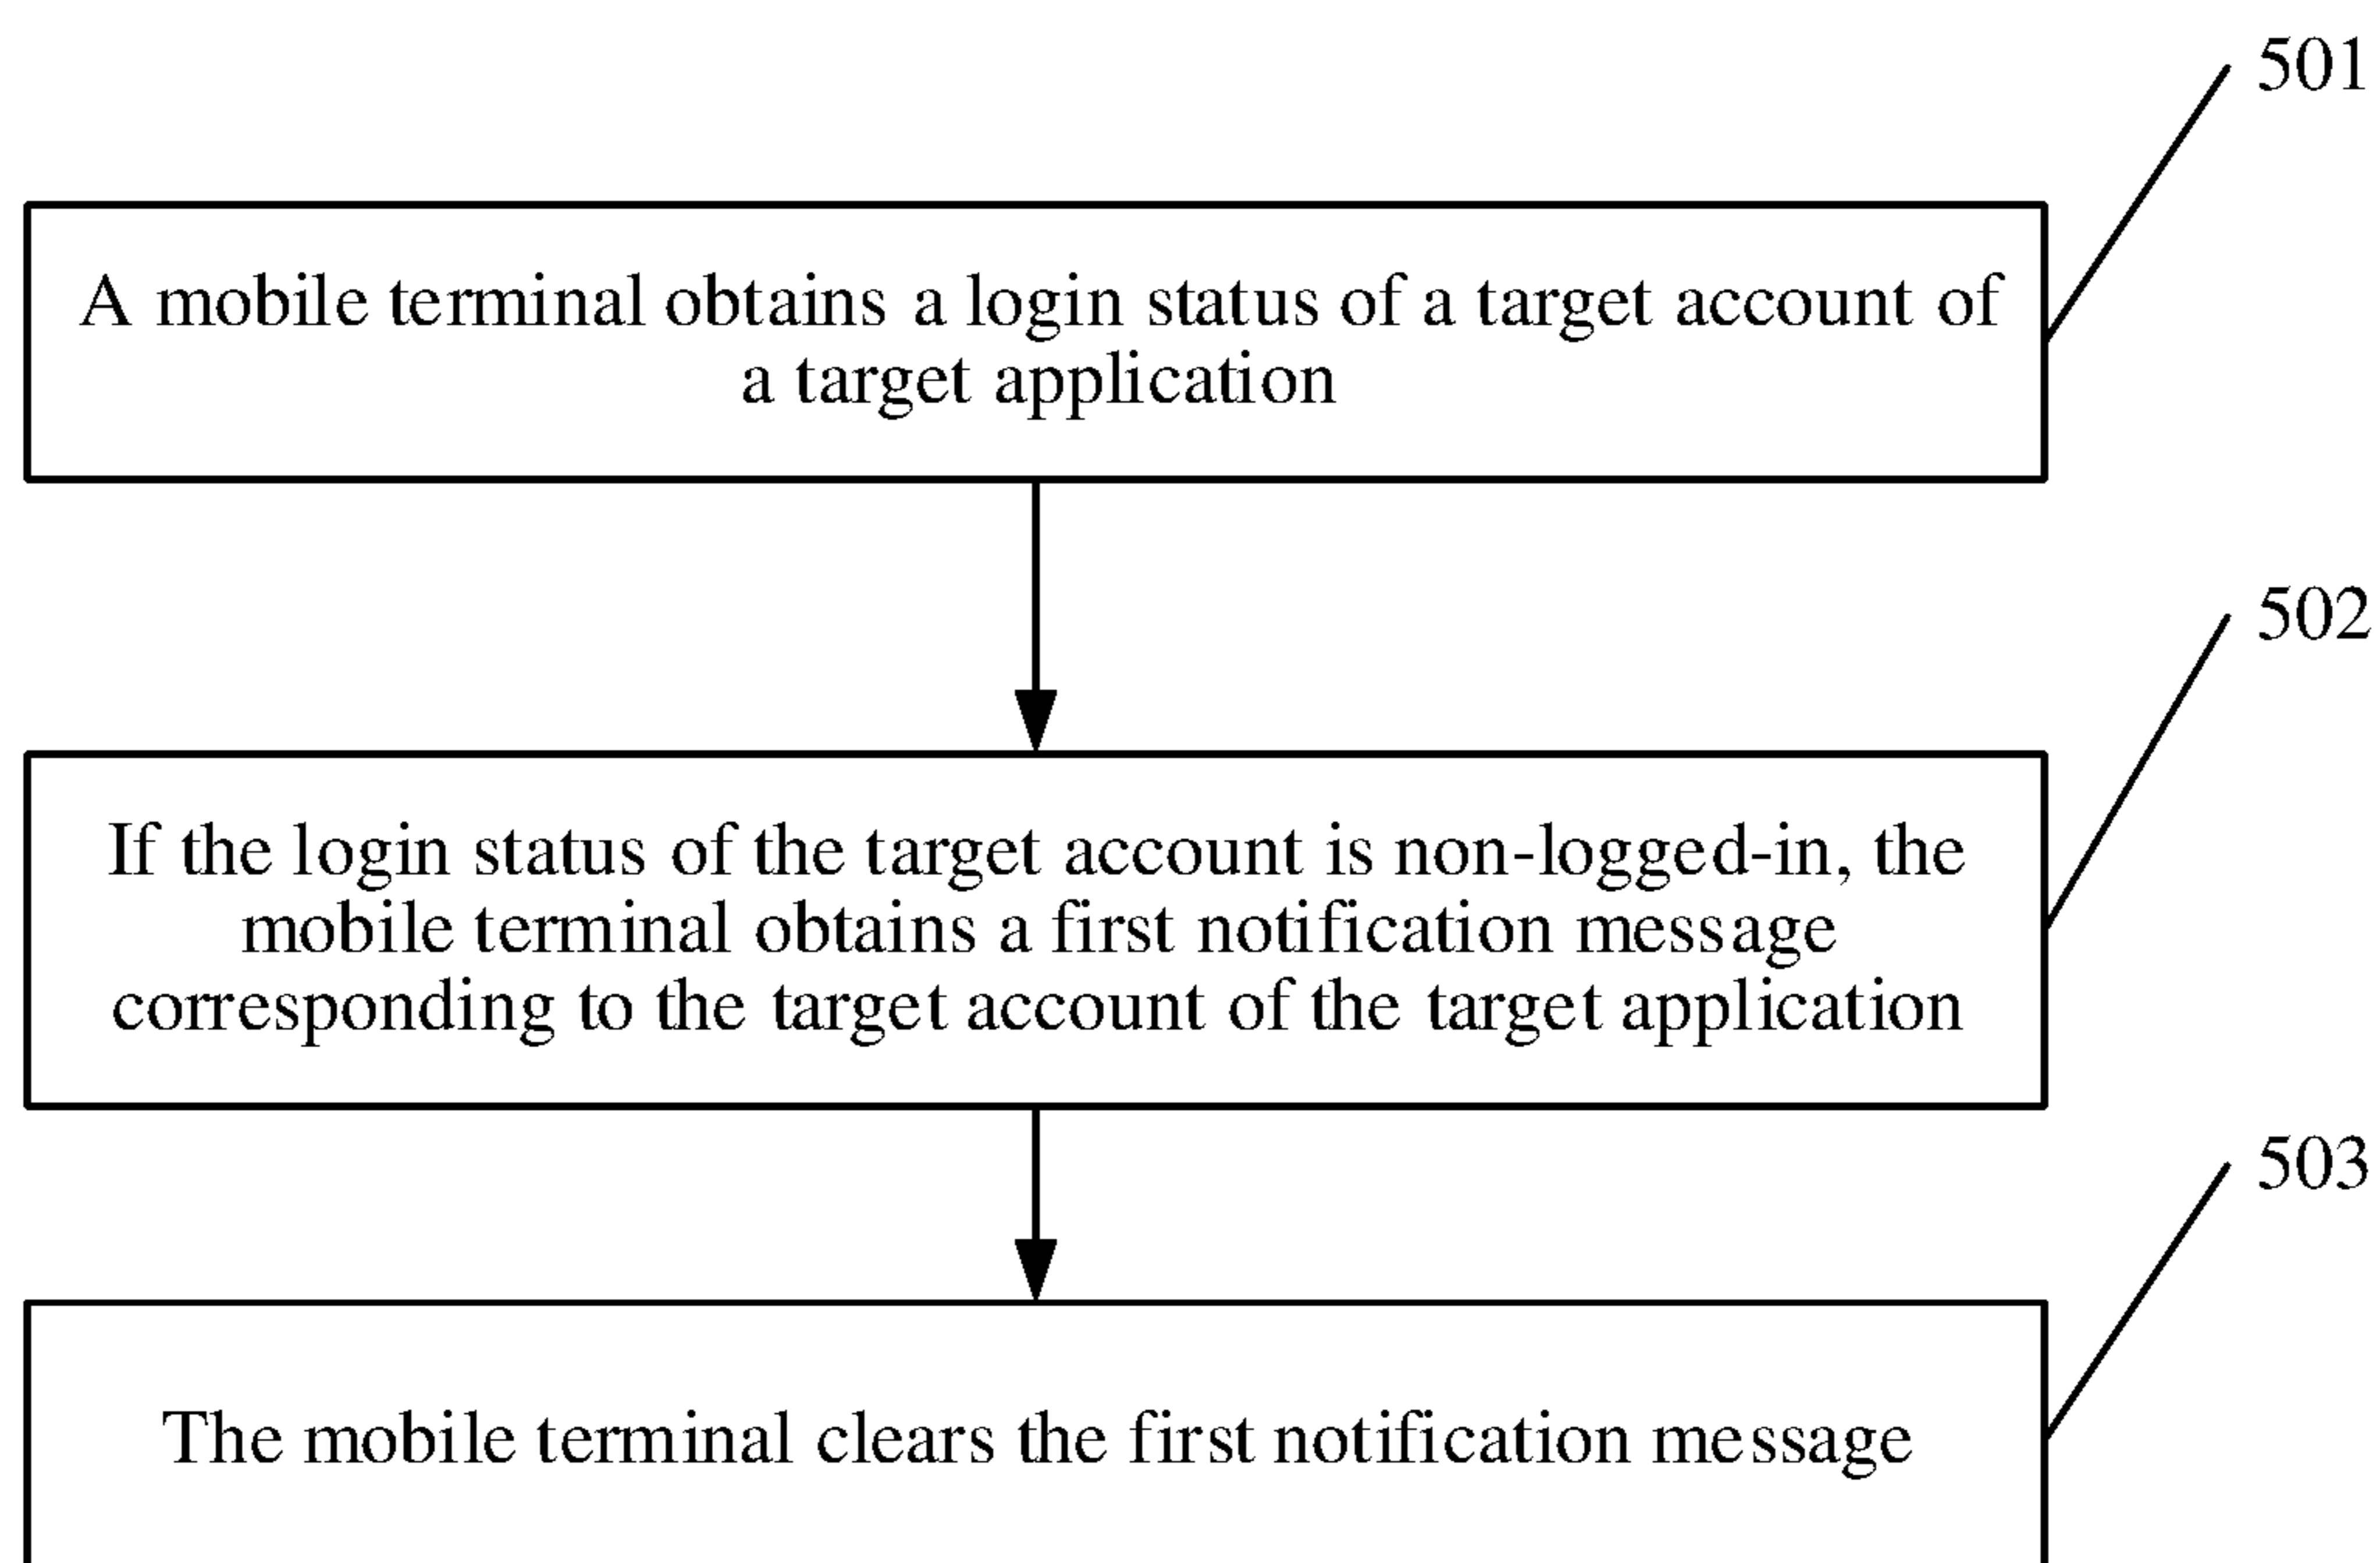 501
A mobile terminal obtains a login status of a target account of
a target application
502
If the login status of the target account is non-logged-in, the
mobile terminal obtains a first notification message
corresponding to the target account of the target application
503
The mobile terminal clears the first notification message